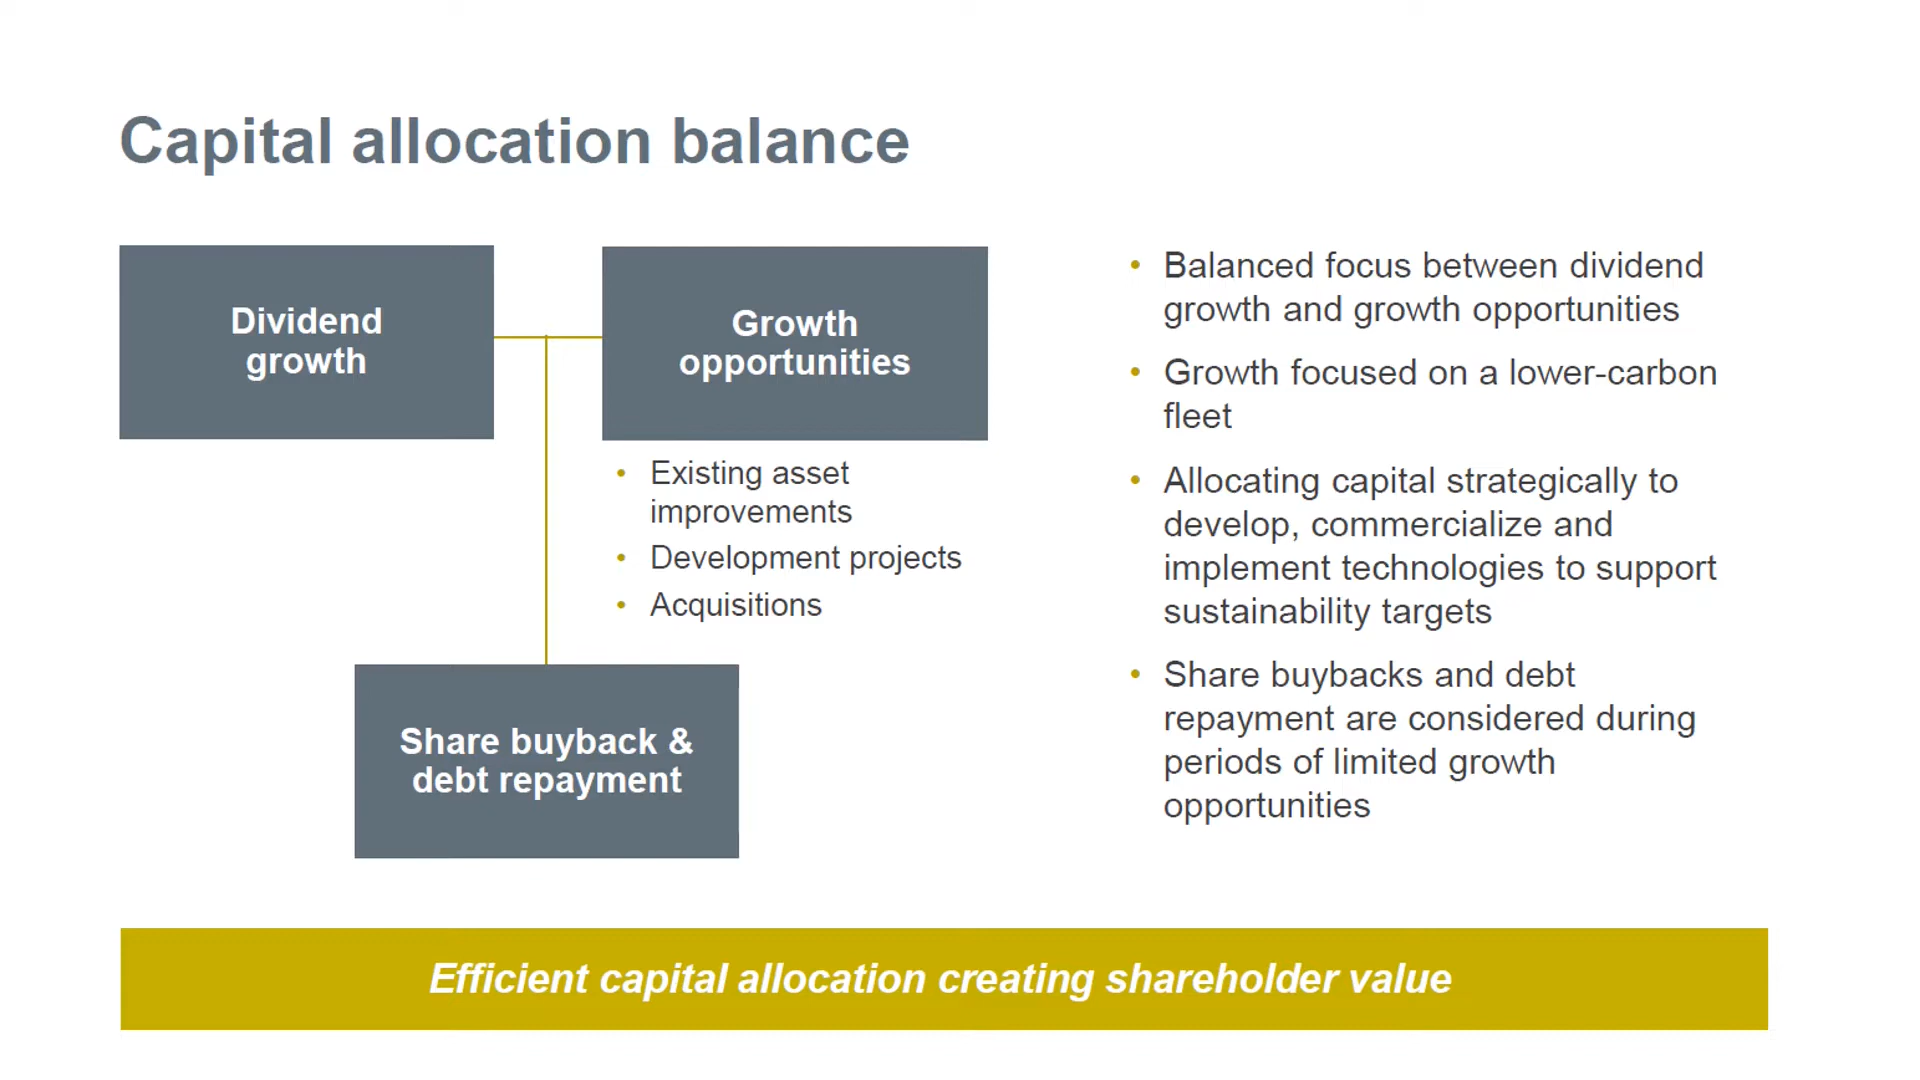 Capital allocation balance
Dividend
growth
Growth
opportunities
• Existing asset
improvements
• Development projects
• Acquisitions
Share buyback &
debt repayment
• Balanced focus between dividend
growth and growth opportunities
• Growth focused on a lower-carbon
fleet
• Allocating capital strategically to
develop, commercialize and
implement technologies to support
sustainability targets
• Share buybacks and debt
repayment are considered during
periods of limited growth
opportunities
Efficient capital allocation creating shareholder value